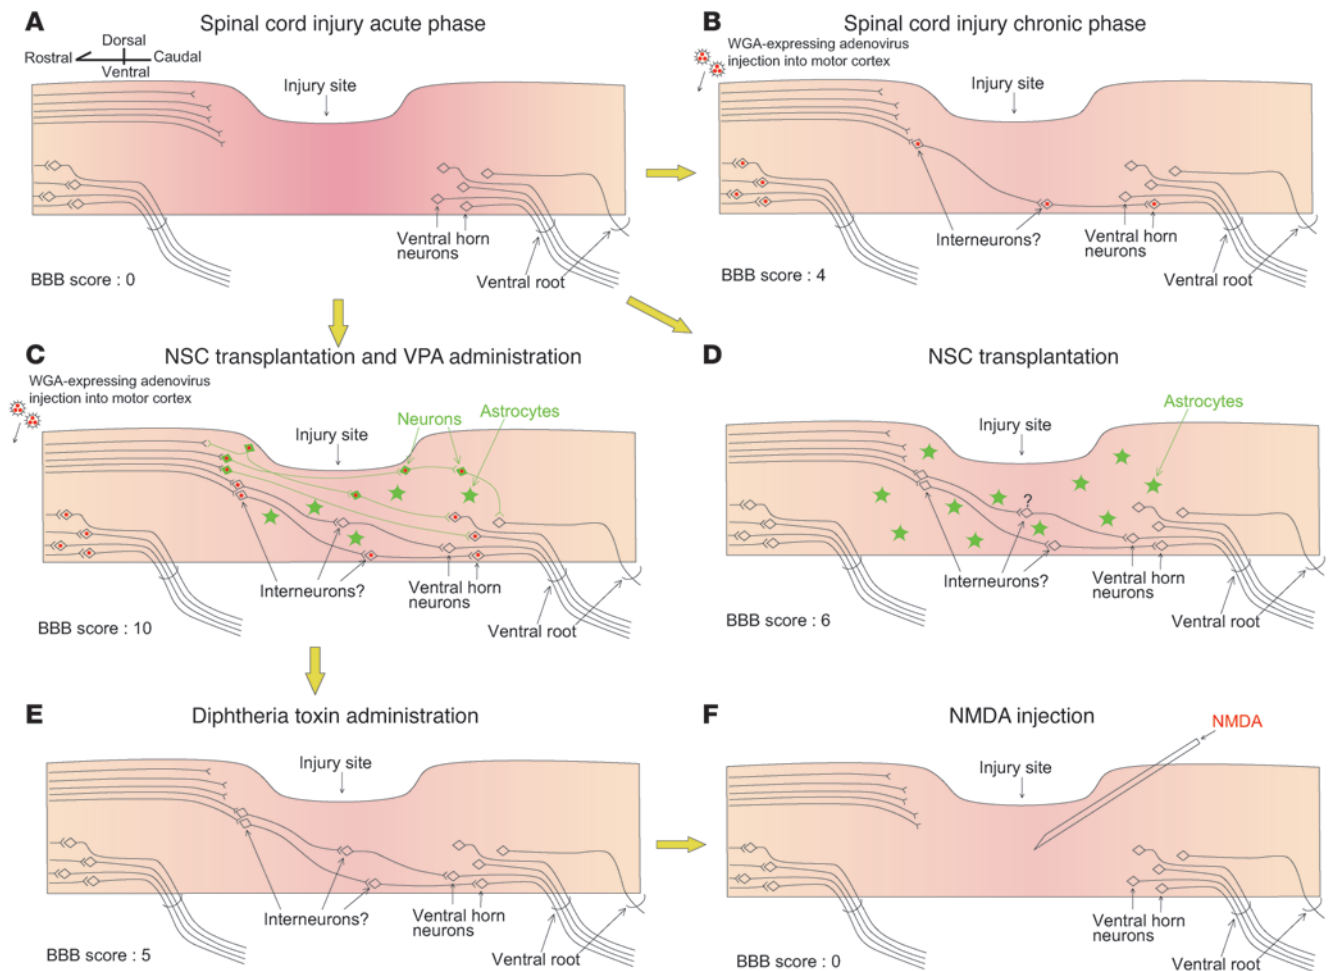 A
Spinal cord injury acute phase
Dorsal
Rostral
Caudal
Ventral
Injury site
Ventral horn
neurons
Ventral root
BBB score : 0
B
Spinal cord injury chronic phase
WGA-expressing adenovirus
injection into motor cortex
Injury site
Interneurons?
Ventral horn
neurons
Ventral root
BBB score : 4
C
NSC transplantation and VPA administration
WGA-expressing adenovirus
injection into motor cortex
Neurons
Astrocytes
Injury site
Interneurons?
Ventral horn
neurons
Ventral root
BBB score : 10
D
NSC transplantation
Astrocytes
Injury site
?
Interneurons?
Ventral horn
neurons
Ventral root
BBB score : 6
E
Diphtheria toxin administration
Injury site
Interneurons?
Ventral horn
neurons
Ventral root
BBB score : 5
F
NMDA injection
NMDA
Injury site
Ventral horn
neurons
Ventral root
BBB score : 0